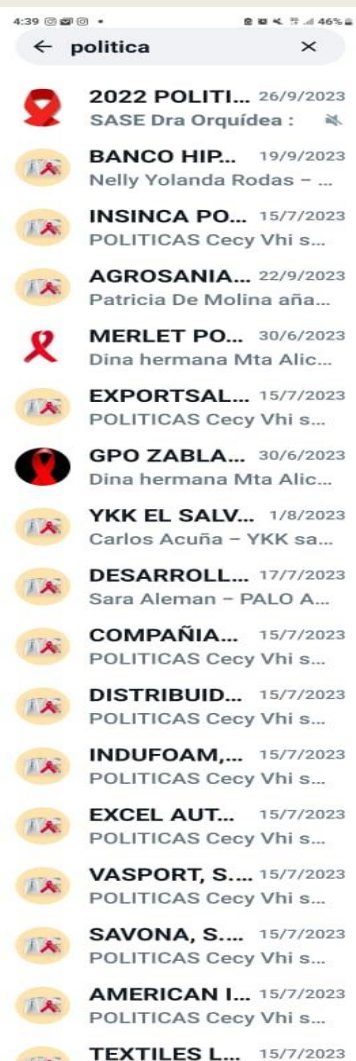 4:39 46%
politica
2022 POLITI... 26/9/2023
SASE Dra Orquídea :
BANCO HIP... 19/9/2023
Nelly Yolanda Rodas – ...
INSINCA PO... 15/7/2023
POLITICAS Cecy Vhi s...
AGROSANIA... 22/9/2023
Patricia De Molina aña...
MERLET PO... 30/6/2023
Dina hermana Mta Alic...
EXPORTSAL... 15/7/2023
POLITICAS Cecy Vhi s...
GPO ZABLA... 30/6/2023
Dina hermana Mta Alic...
YKK EL SALV... 1/8/2023
Carlos Acuña – YKK sa...
DESARROLL... 17/7/2023
Sara Aleman – PALO A...
COMPAÑIA... 15/7/2023
POLITICAS Cecy Vhi s...
DISTRIBUID... 15/7/2023
POLITICAS Cecy Vhi s...
INDUFOAM,... 15/7/2023
POLITICAS Cecy Vhi s...
EXCEL AUT... 15/7/2023
POLITICAS Cecy Vhi s...
VASPORT, S.... 15/7/2023
POLITICAS Cecy Vhi s...
SAVONA, S.... 15/7/2023
POLITICAS Cecy Vhi s...
AMERICAN I... 15/7/2023
POLITICAS Cecy Vhi s...
TEXTILES L... 15/7/2023